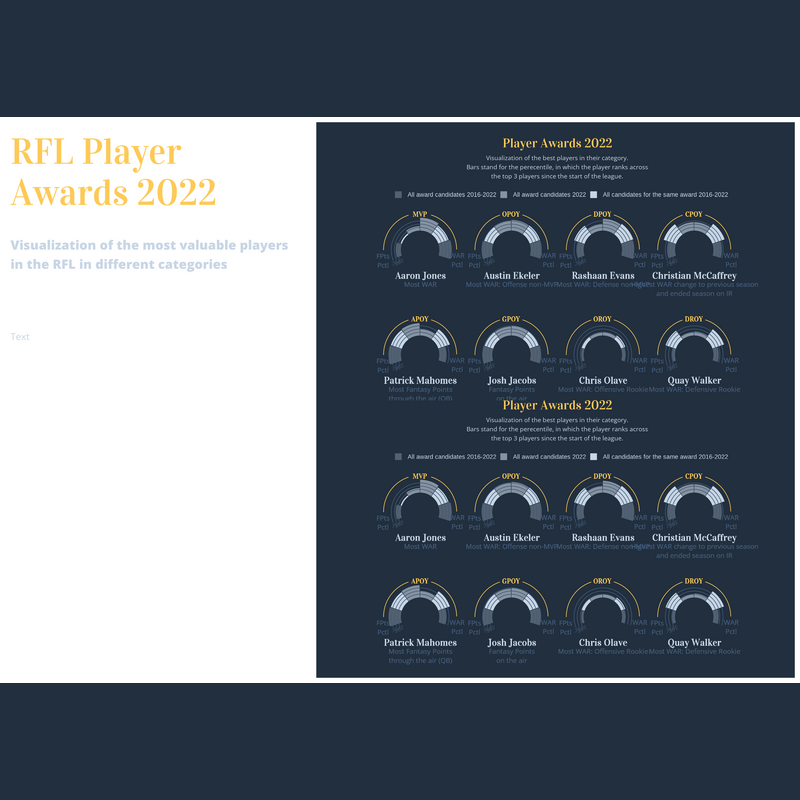 RFL Player
Awards 2022
Visualization of the most valuable players
in the RFL in different categories
Text
Player Awards 2022
Visualization of the best players in their category.
Bars stand for the perecentile, in which the player ranks across
the top 3 players since the start of the league.
All award candidates 2016-2022 All award candidates 2022 All candidates for the same award 2016-2022
MVP OPOY DPOY CPOY
FPts WAR FPts WAR FPts WAR FPts WAR
Pctl Pctl Pctl Pctl Pctl Pctl Pctl Pctl
Aaron Jones Austin Ekeler Rashaan Evans Christian McCaffrey
Most WAR Most WAR: Offense non-MVP Most WAR: Defense non-MVP WAR change to previous season
and ended season on IR
APOY GPOY OROY DROY
FPts WAR FPts WAR FPts WAR FPts WAR
Pctl Pctl Pctl Pctl Pctl Pctl Pctl Pctl
Patrick Mahomes Josh Jacobs Chris Olave Quay Walker
Most Fantasy Points Fantasy Points Most WAR: Offensive Rookie Most WAR: Defensive Rookie
through the air (QB) on the air
Player Awards 2022
Visualization of the best players in their category.
Bars stand for the perecentile, in which the player ranks across
the top 3 players since the start of the league.
All award candidates 2016-2022 All award candidates 2022 All candidates for the same award 2016-2022
MVP OPOY DPOY CPOY
FPts WAR FPts WAR FPts WAR FPts WAR
Pctl Pctl Pctl Pctl Pctl Pctl Pctl Pctl
Aaron Jones Austin Ekeler Rashaan Evans Christian McCaffrey
Most WAR Most WAR: Offense non-MVP Most WAR: Defense non-MVP WAR change to previous season
and ended season on IR
APOY GPOY OROY DROY
FPts WAR FPts WAR FPts WAR FPts WAR
Pctl Pctl Pctl Pctl Pctl Pctl Pctl Pctl
Patrick Mahomes Josh Jacobs Chris Olave Quay Walker
Most Fantasy Points Fantasy Points Most WAR: Offensive Rookie Most WAR: Defensive Rookie
through the air (QB) on the air